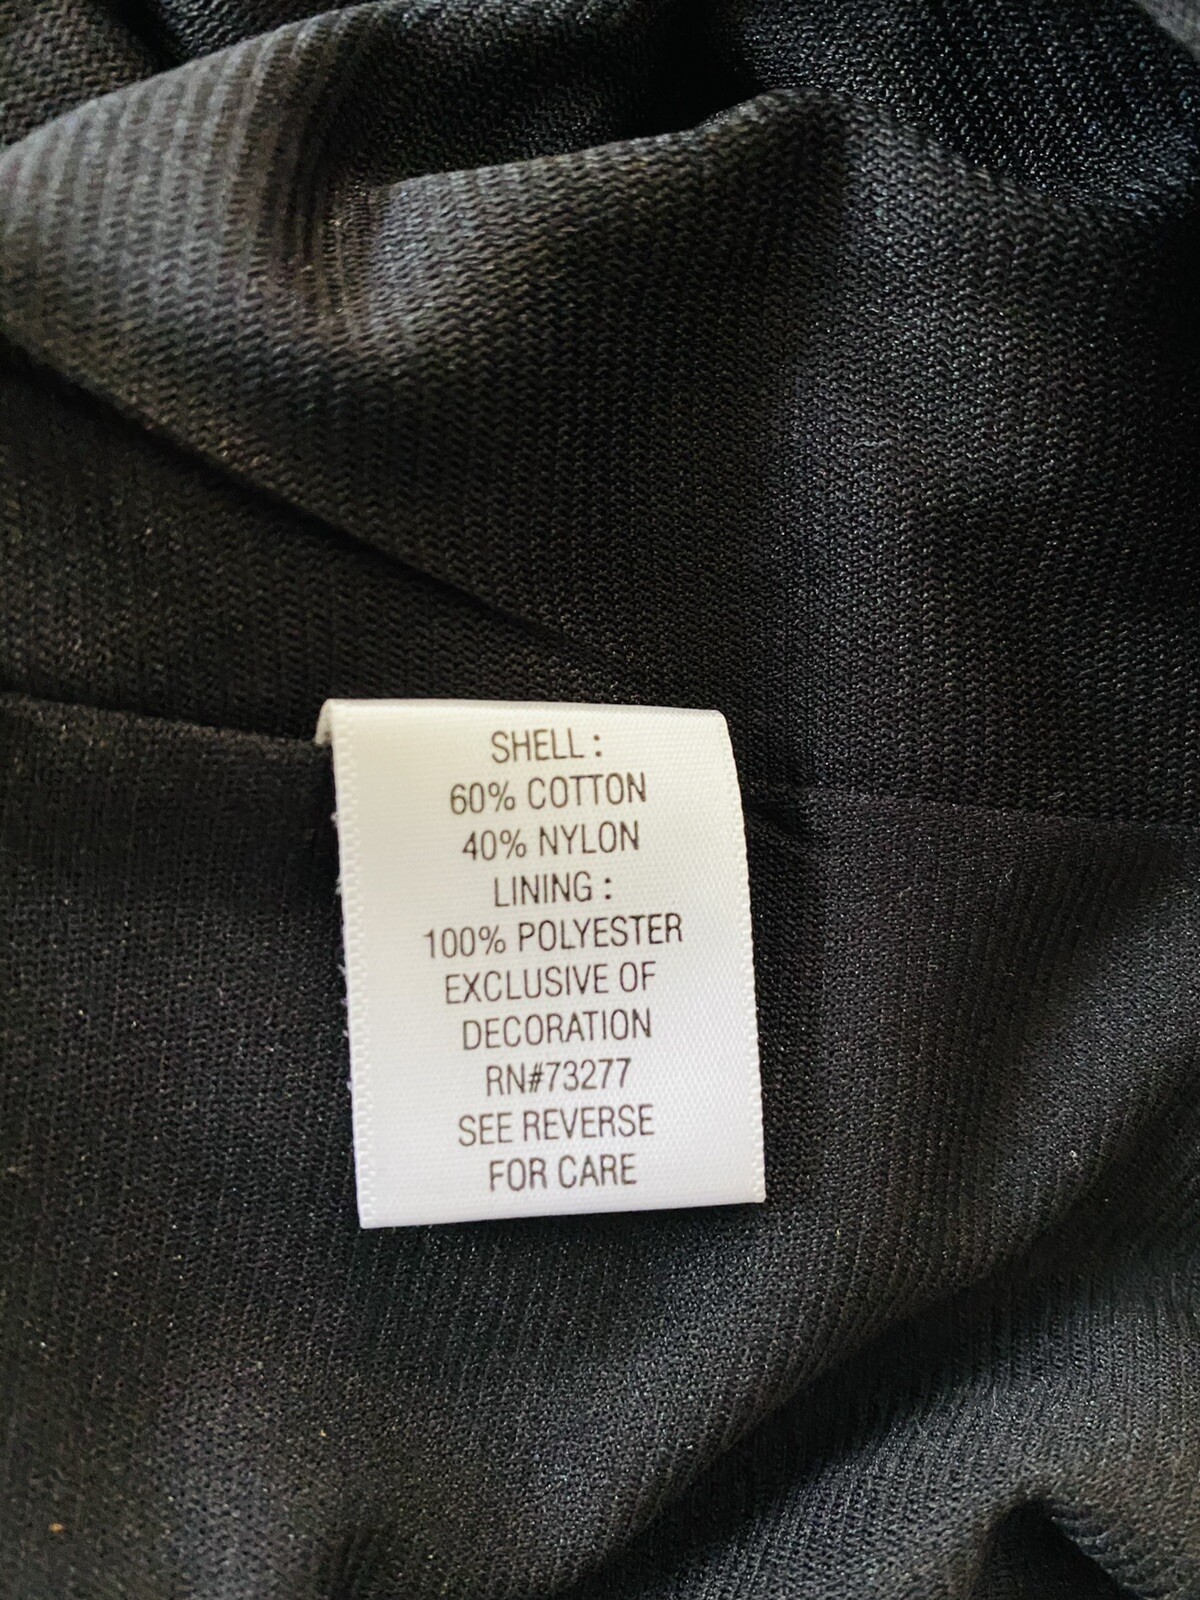 SHELL :
60% COTTON
40% NYLON
LINING :
100% POLYESTER
EXCLUSIVE OF
DECORATION
RN#73277
SEE REVERSE
FOR CARE